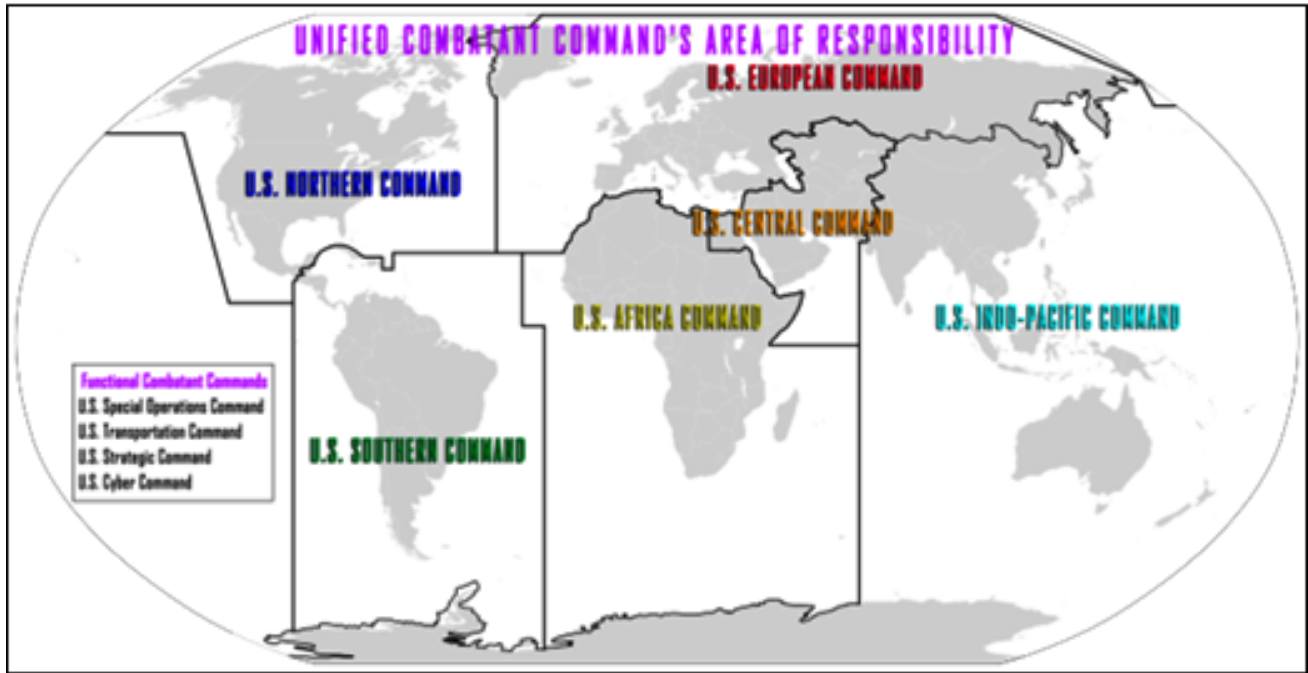 UNIFIED COMBATANT COMMAND'S AREA OF RESPONSIBILITY
U.S. EUROPEAN COMMAND
U.S. NORTHERN COMMAND
U.S. CENTRAL COMMAND
U.S. AFRICA COMMAND
U.S. INDO-PACIFIC COMMAND
Functional Combatant Commands
U.S. Special Operations Command
U.S. Transportation Command
U.S. Strategic Command
U.S. Cyber Command
U.S. SOUTHERN COMMAND